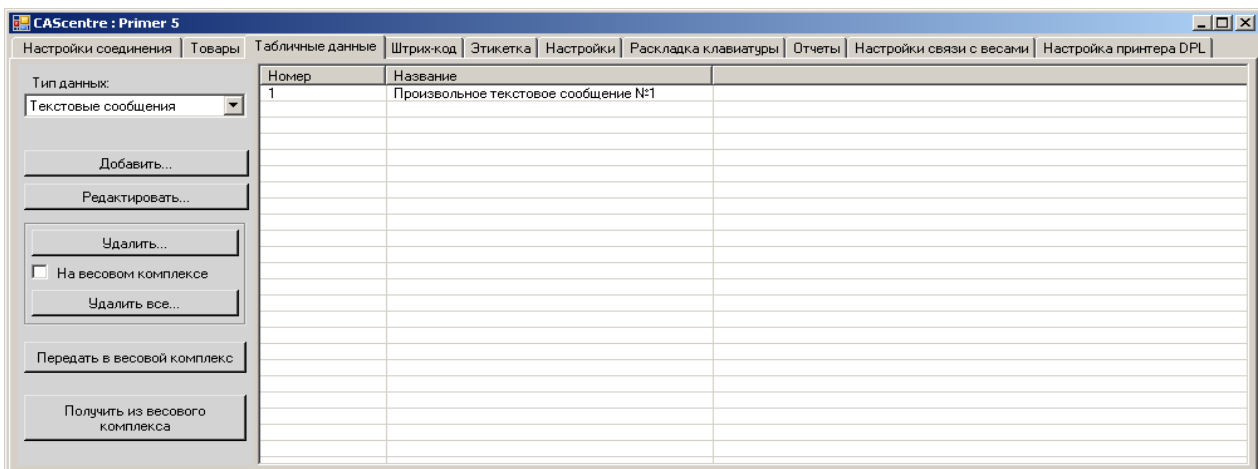 CAScentre : Primer 5
Настройки соединения Товары Табличные данные Штрих-код Этикетка Настройки Раскладка клавиатуры Отчеты Настройки связи с весами Настройка принтера DPL
Тип данных:
Текстовые сообщения
Добавить...
Редактировать...
Удалить...
На весовом комплексе
Удалить все...
Передать в весовой комплекс
Получить из весового
комплекса
Номер Название
1 Произвольное текстовое сообщение №1